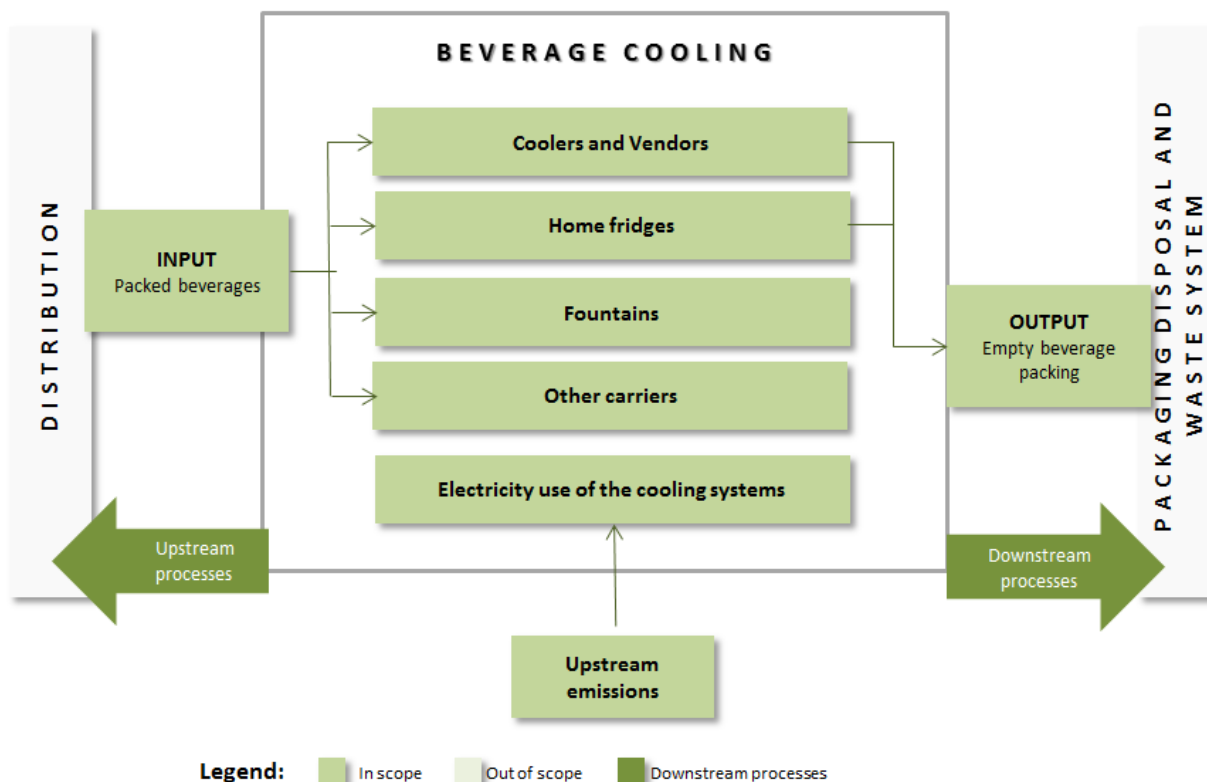 BEVERAGE COOLING
DISTRIBUTION
INPUT
Packed beverages
Coolers and Vendors
Home fridges
Fountains
Other carriers
Electricity use of the cooling systems
OUTPUT
Empty beverage
packing
PACKAGING DISPOSAL AND
WASTE SYSTEM
Upstream
processes
Downstream
processes
Upstream
emissions
Legend:
In scope
Out of scope
Downstream processes